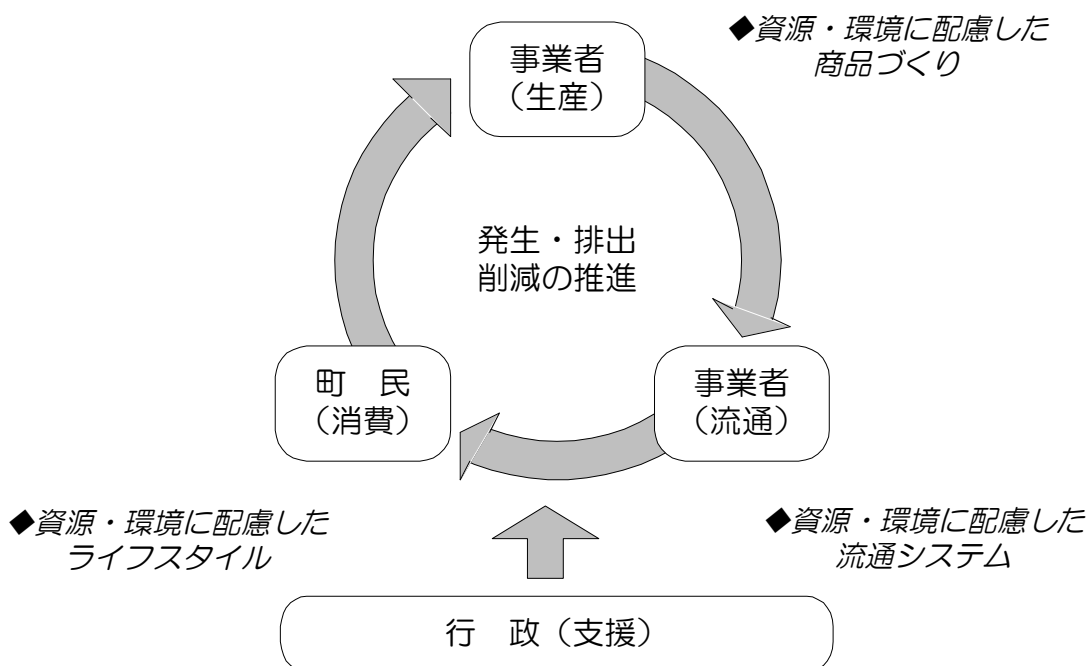 ◆資源・環境に配慮した
商品づくり
事業者
（生産）
発生・排出
削減の推進
町　民
（消費）
事業者
（流通）
◆資源・環境に配慮した
ライフスタイル
◆資源・環境に配慮した
流通システム
行　政（支援）